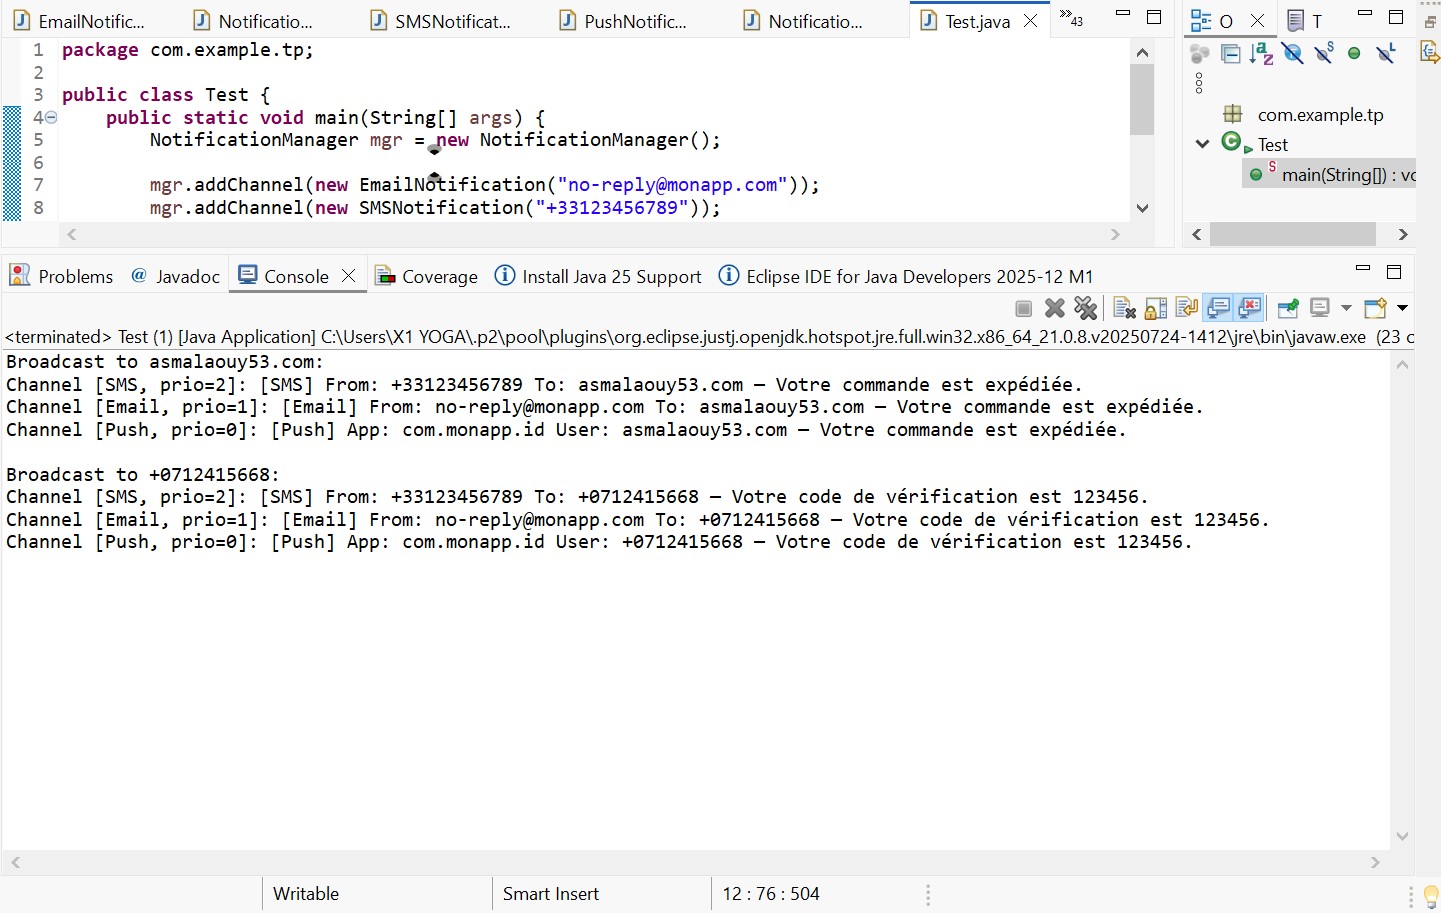 EmailNotific... Notificatio... SMSNotificat... PushNotific... Notificatio... Test.java »43 O T
1 package com.example.tp;
2
3 public class Test {
4 public static void main(String[] args) {
5 NotificationManager mgr = new NotificationManager();
6
7 mgr.addChannel(new EmailNotification("no-reply@monapp.com"));
8 mgr.addChannel(new SMSNotification("+33123456789"));
com.example.tp
Test
main(String[]) : vo
Problems @ Javadoc Console Coverage Install Java 25 Support Eclipse IDE for Java Developers 2025-12 M1
<terminated> Test (1) [Java Application] C:\Users\X1 YOGA\.p2\pool\plugins\org.eclipse.justj.openjdk.hotspot.jre.full.win32.x86_64_21.0.8.v20250724-1412\jre\bin\javaw.exe (23 o
Broadcast to asmalaouy53.com:
Channel [SMS, prio=2]: [SMS] From: +33123456789 To: asmalaouy53.com — Votre commande est expédiée.
Channel [Email, prio=1]: [Email] From: no-reply@monapp.com To: asmalaouy53.com — Votre commande est expédiée.
Channel [Push, prio=0]: [Push] App: com.monapp.id User: asmalaouy53.com — Votre commande est expédiée.
Broadcast to +0712415668:
Channel [SMS, prio=2]: [SMS] From: +33123456789 To: +0712415668 — Votre code de vérification est 123456.
Channel [Email, prio=1]: [Email] From: no-reply@monapp.com To: +0712415668 — Votre code de vérification est 123456.
Channel [Push, prio=0]: [Push] App: com.monapp.id User: +0712415668 — Votre code de vérification est 123456.
Writable Smart Insert 12 : 76 : 504